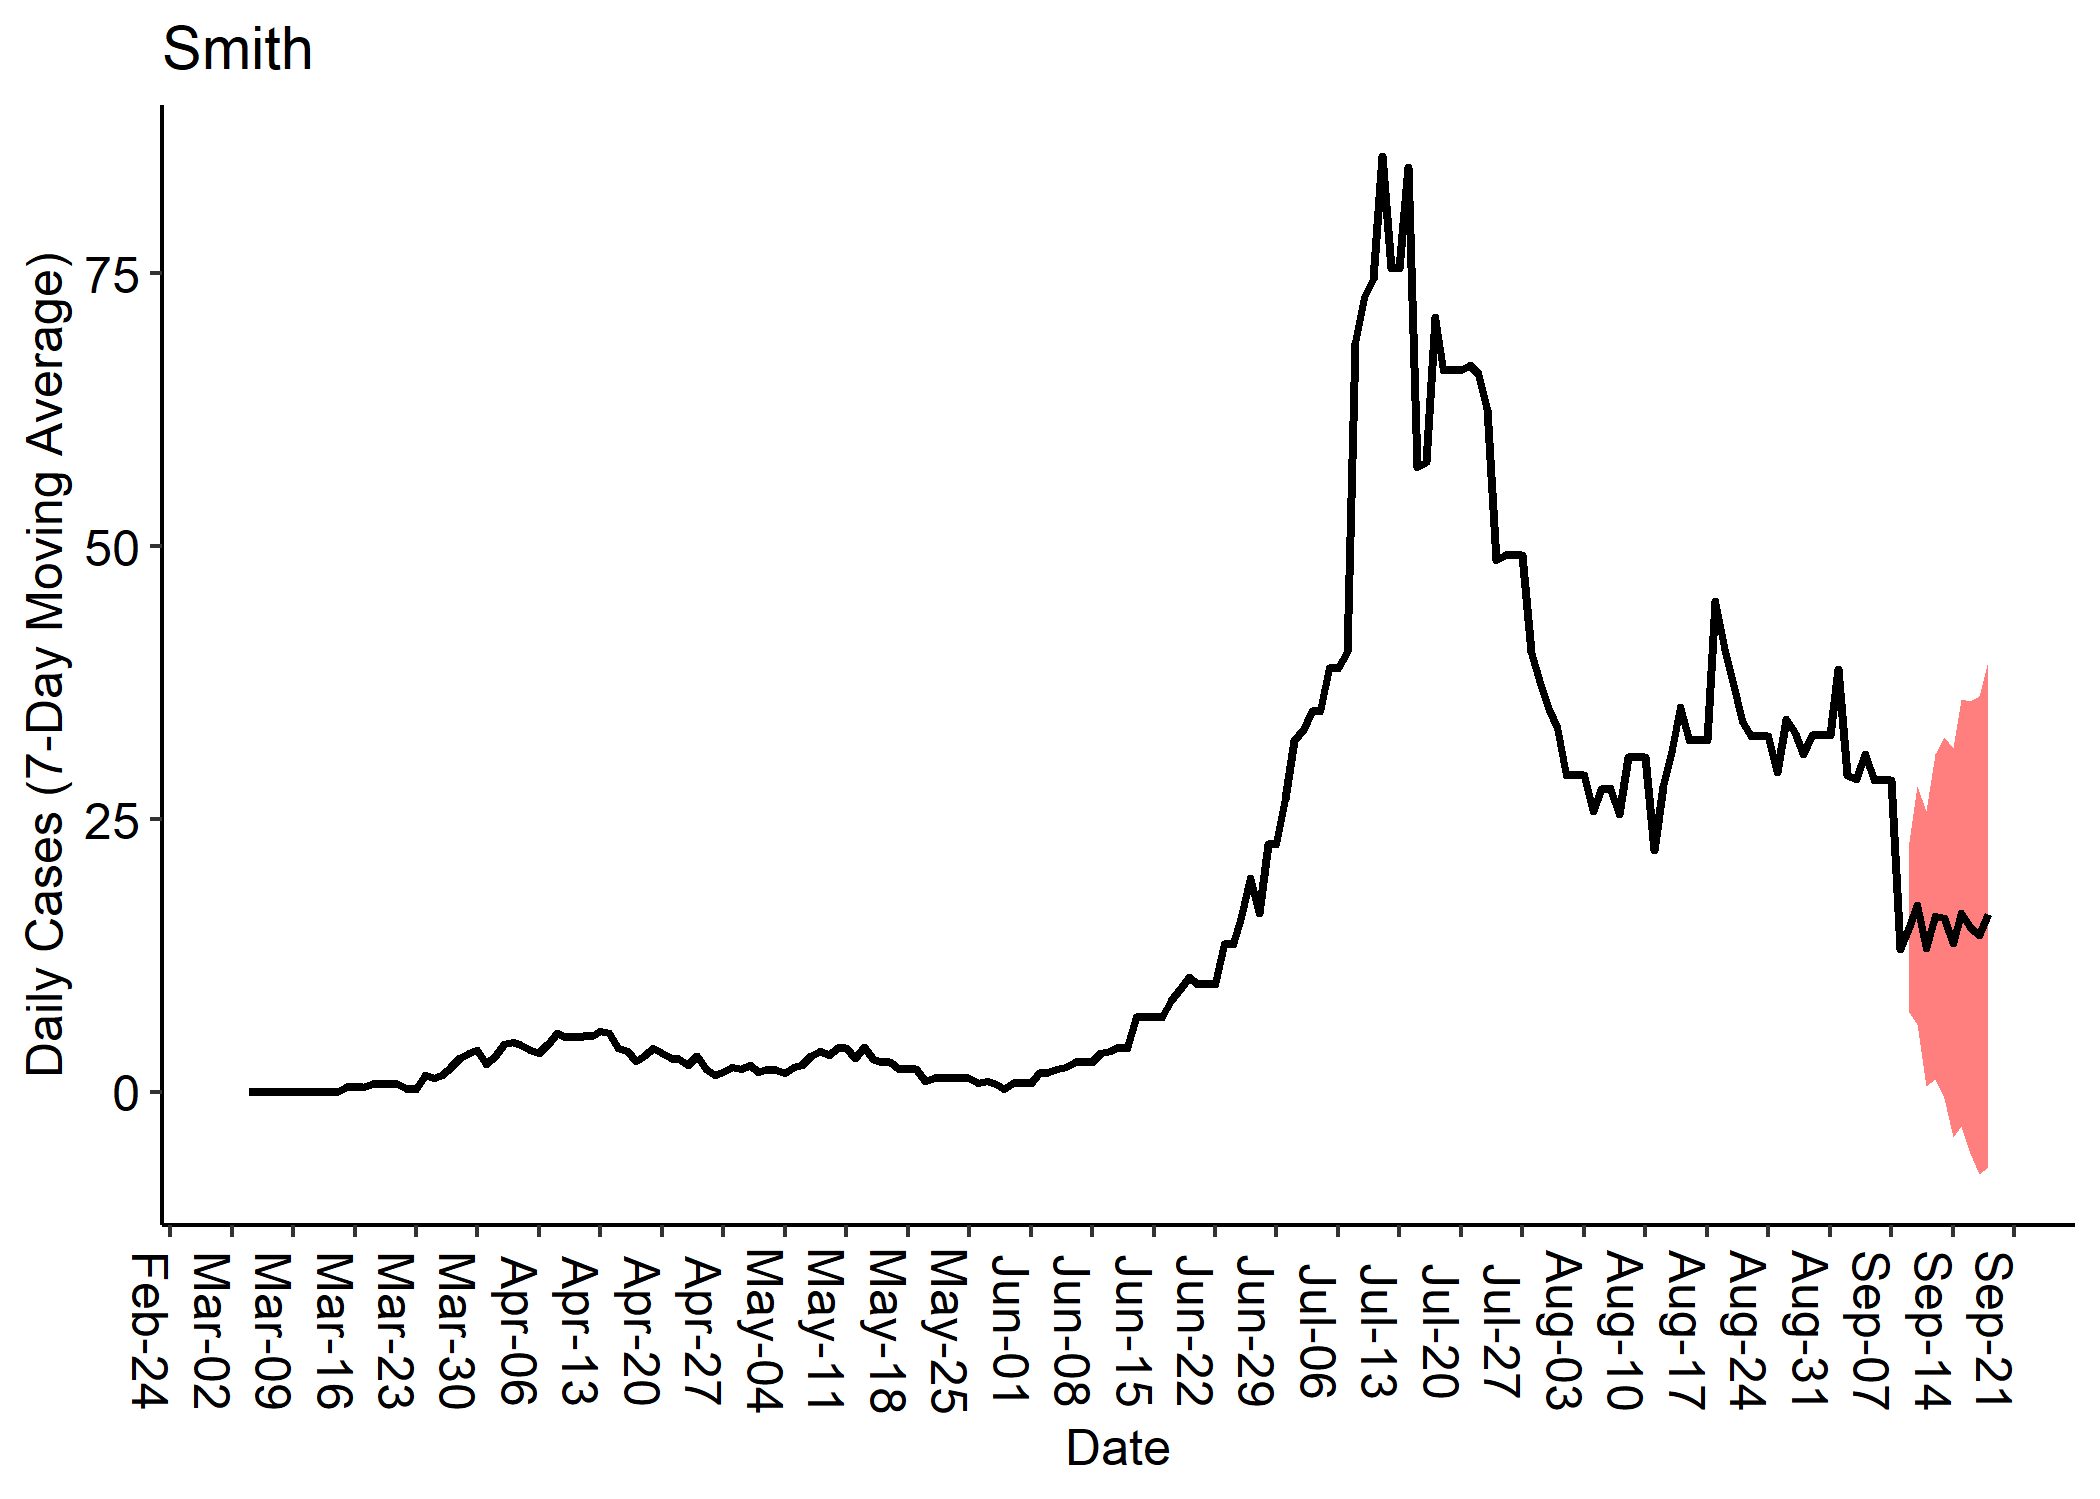 Smith
Daily Cases (7-Day Moving Average)
75
50
25
0
Feb-24
Mar-02
Mar-09
Mar-16
Mar-23
Mar-30
Apr-06
Apr-13
Apr-20
Apr-27
May-04
May-11
May-18
May-25
Jun-01
Jun-08
Jun-15
Jun-22
Jun-29
Jul-06
Jul-13
Jul-20
Jul-27
Aug-03
Aug-10
Aug-17
Aug-24
Aug-31
Sep-07
Sep-14
Sep-21
Date